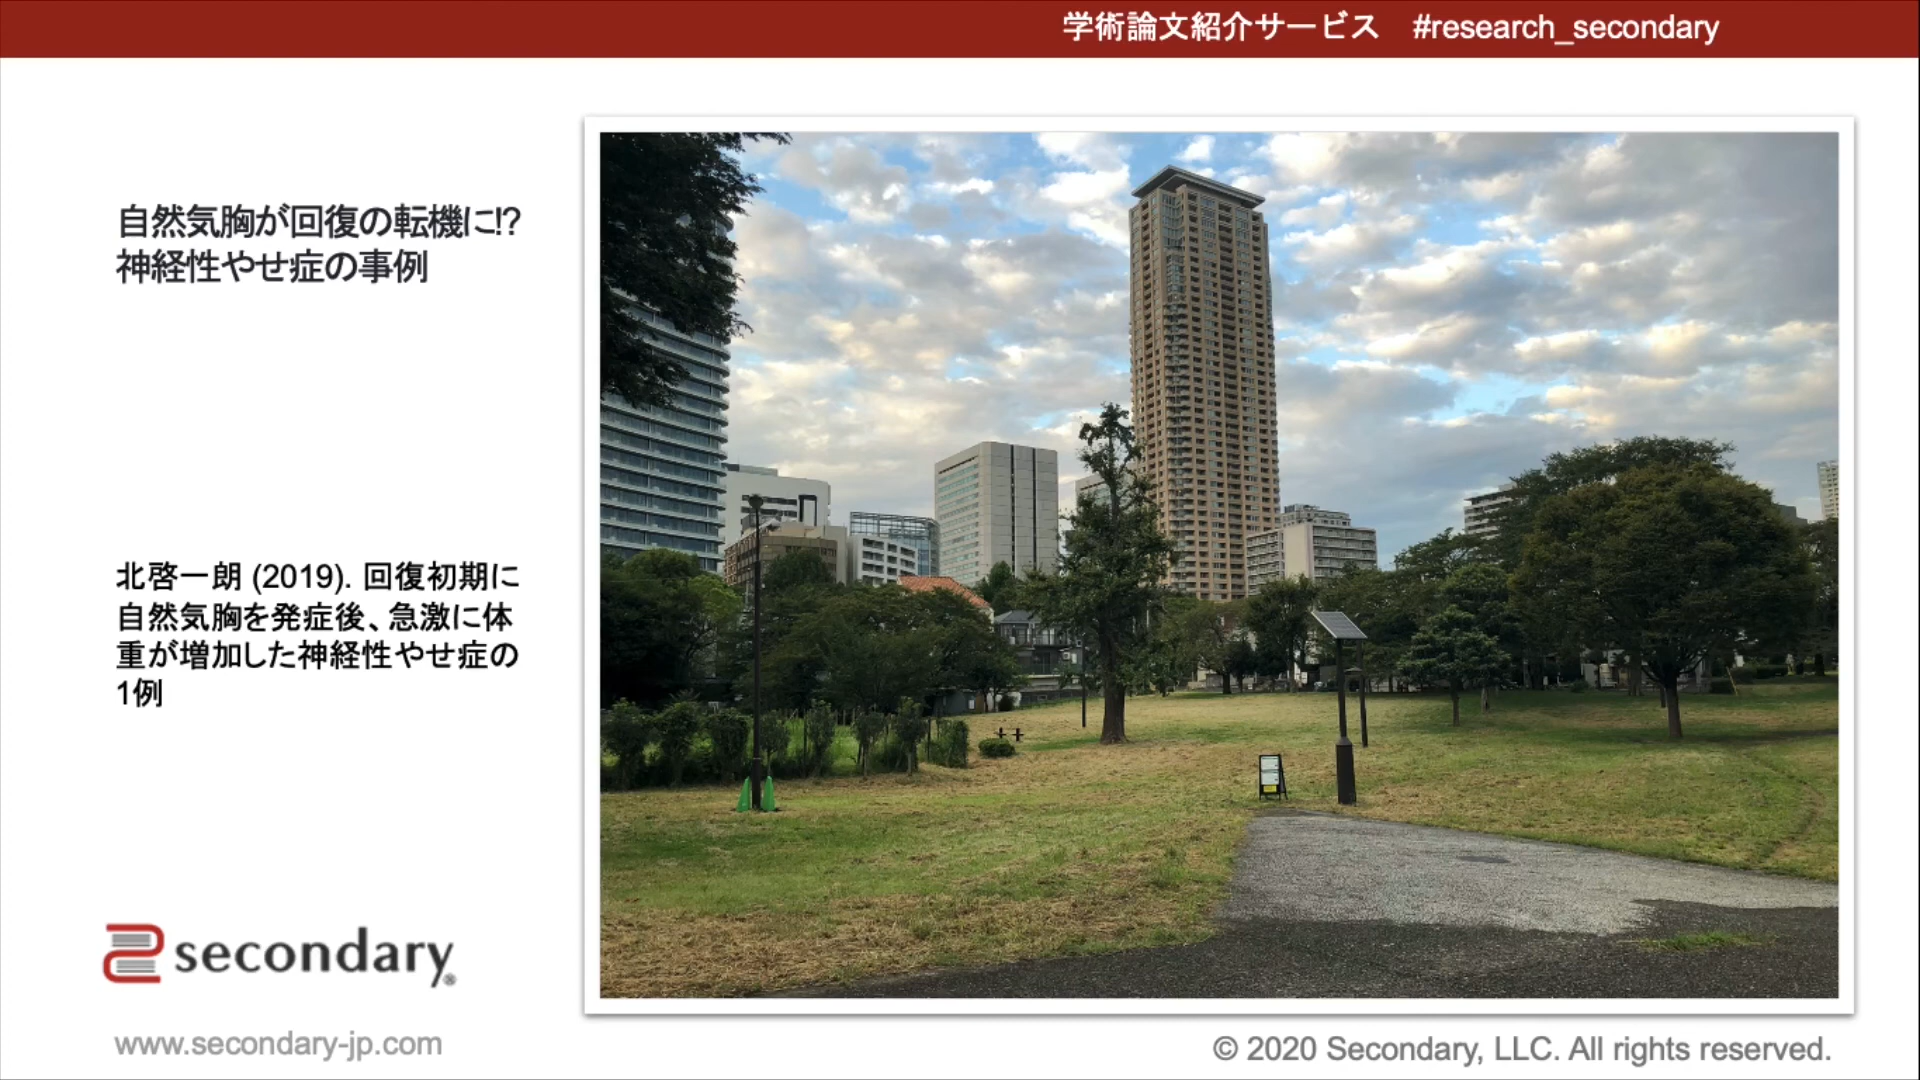 学術論文紹介サービス #research_secondary
自然気胸が回復の転機に!?
神経性やせ症の事例
北啓一朗 (2019). 回復初期に
自然気胸を発症後、急激に体
重が増加した神経性やせ症の
1例
secondary®
www.secondary-jp.com
© 2020 Secondary, LLC. All rights reserved.